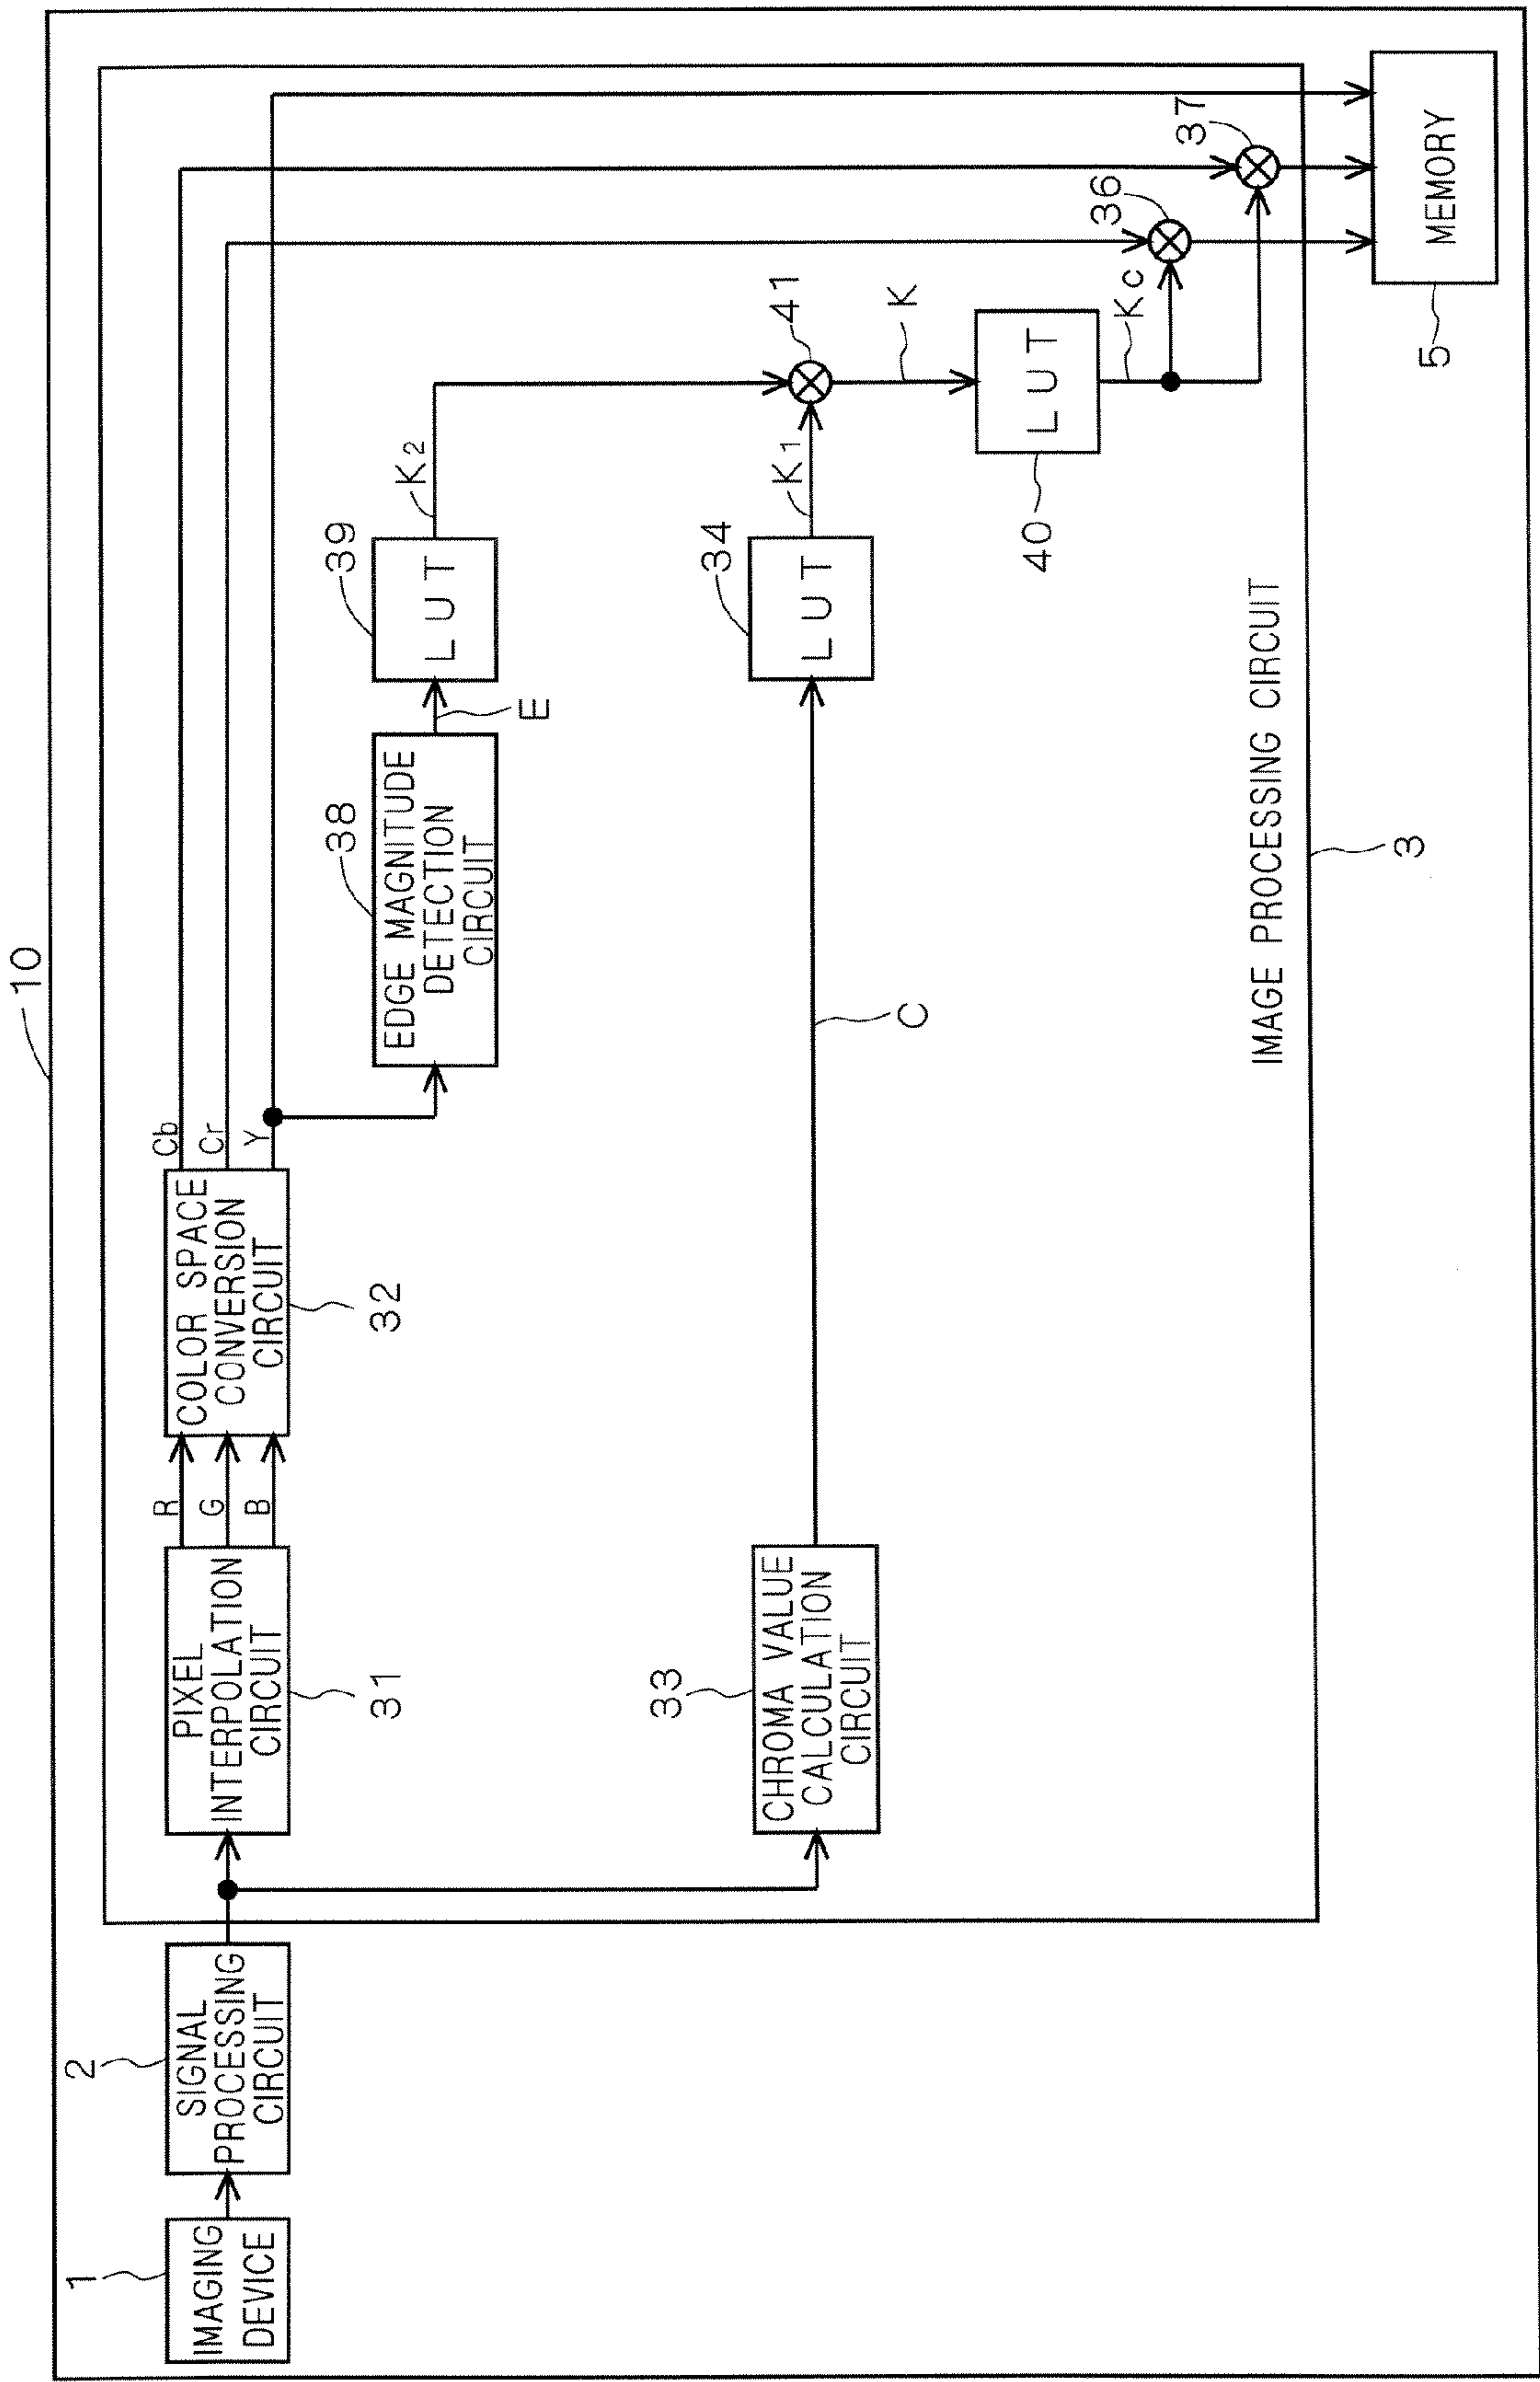 10
1
IMAGING
DEVICE
2
SIGNAL
PROCESSING
CIRCUIT
PIXEL
INTERPOLATION
CIRCUIT
31
R
G
B
COLOR SPACE
CONVERSION
CIRCUIT
32
Cb
Cr
Y
38
EDGE MAGNITUDE
DETECTION
CIRCUIT
E
39
LUT
K2
33
CHROMA VALUE
CALCULATION
CIRCUIT
C
34
LUT
K1
41
K
LUT
40
Kc
36
37
IMAGE PROCESSING CIRCUIT
3
MEMORY
5